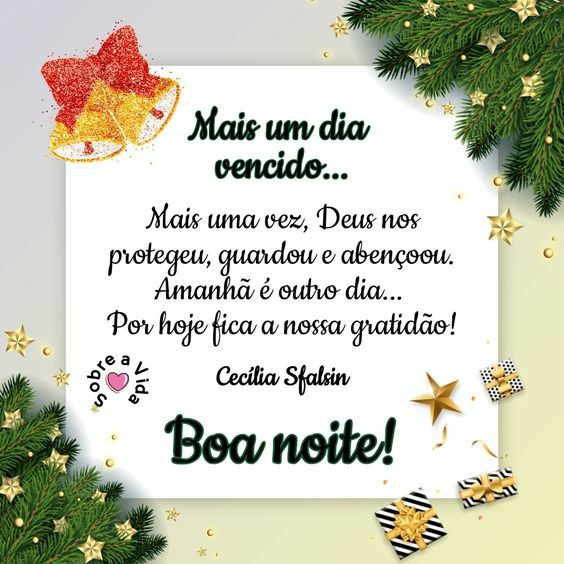 Mais um dia
vencido...
Mais uma vez, Deus nos
protegeu, guardou e abençoou.
Amanhã é outro dia...
Por hoje fica a nossa gratidão!
Cecília Sfalsin
Sobre a Vida
Boa noite!